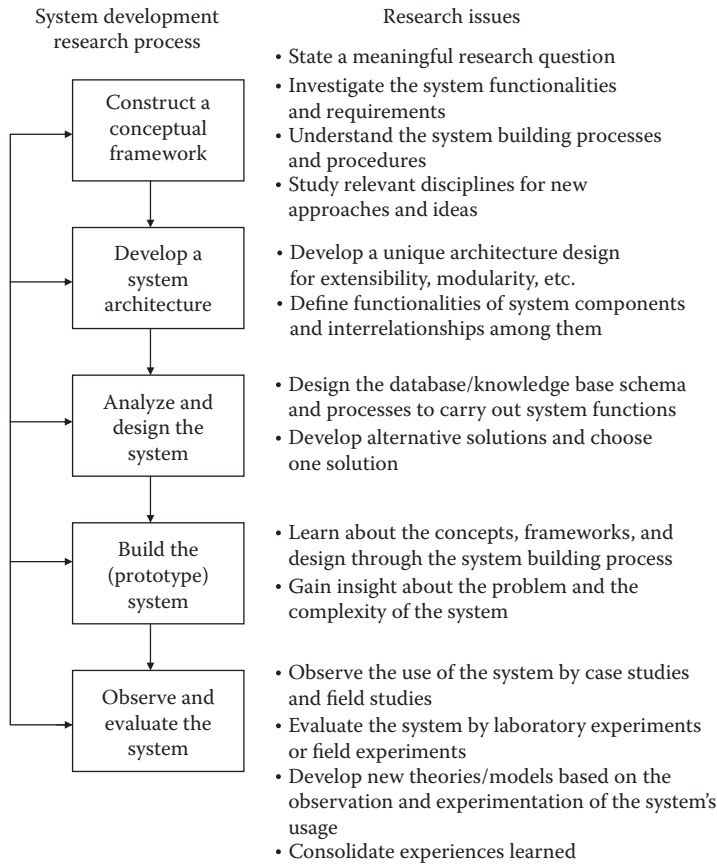 System development
research process
Research issues
Construct a
conceptual
framework
• State a meaningful research question
• Investigate the system functionalities
and requirements
• Understand the system building processes
and procedures
• Study relevant disciplines for new
approaches and ideas
Develop a
system
architecture
• Develop a unique architecture design
for extensibility, modularity, etc.
• Define functionalities of system components
and interrelationships among them
Analyze and
design the
system
• Design the database/knowledge base schema
and processes to carry out system functions
• Develop alternative solutions and choose
one solution
Build the
(prototype)
system
• Learn about the concepts, frameworks, and
design through the system building process
• Gain insight about the problem and the
complexity of the system
Observe and
evaluate the
system
• Observe the use of the system by case studies
and field studies
• Evaluate the system by laboratory experiments
or field experiments
• Develop new theories/models based on the
observation and experimentation of the system's
usage
• Consolidate experiences learned